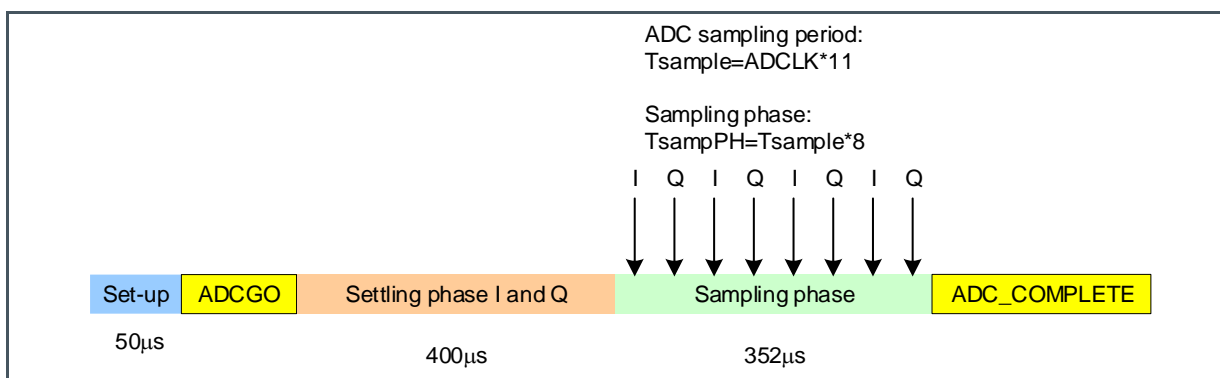 ADC sampling period:
Tsample=ADCLK*11
Sampling phase:
TsampPH=Tsample*8
I Q I Q I Q I Q
Set-up ADCGO Settling phase I and Q Sampling phase ADC_COMPLETE
50μs 400μs 352μs